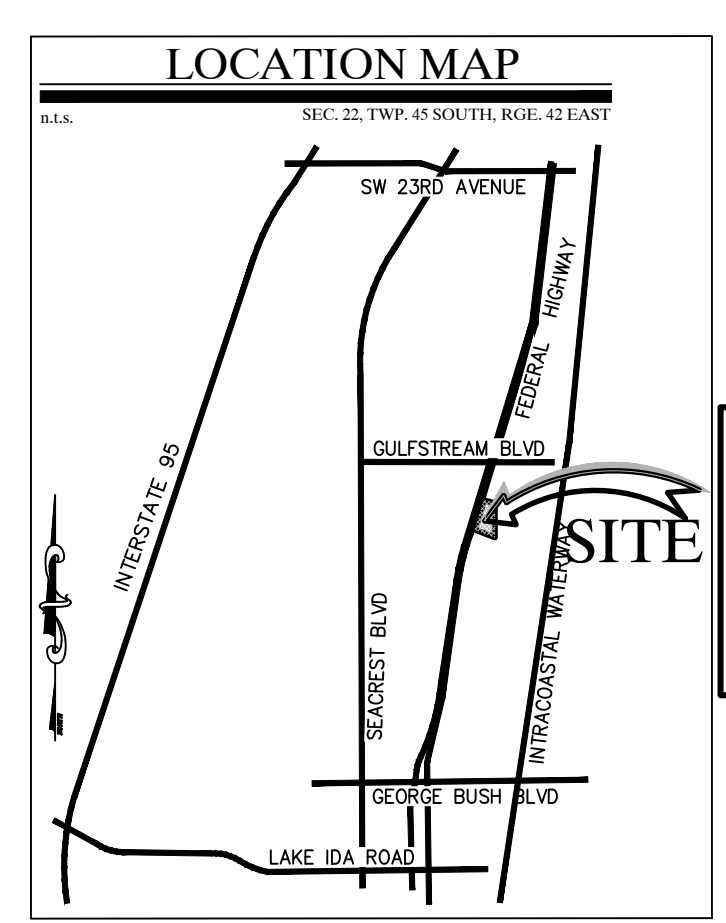 LOCATION MAP
n.t.s.
SEC. 22, TWP. 45 SOUTH, RGE. 42 EAST
SW 23RD AVENUE
FEDERAL HIGHWAY
GULFSTREAM BLVD
INTERSTATE 95
SITE
INTRACOASTAL WATERWAY
SEACREST BLVD
GEORGE BUSH BLVD
LAKE IDA ROAD